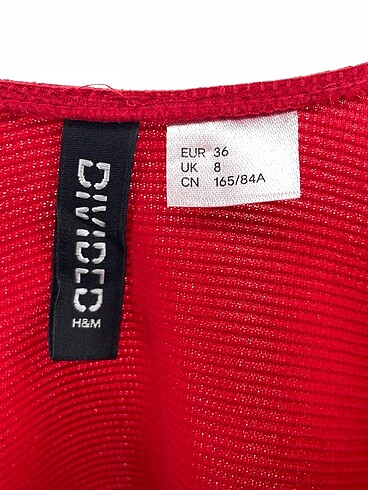 DIVIDED
H&M
EUR 36
UK 8
CN 165/84A